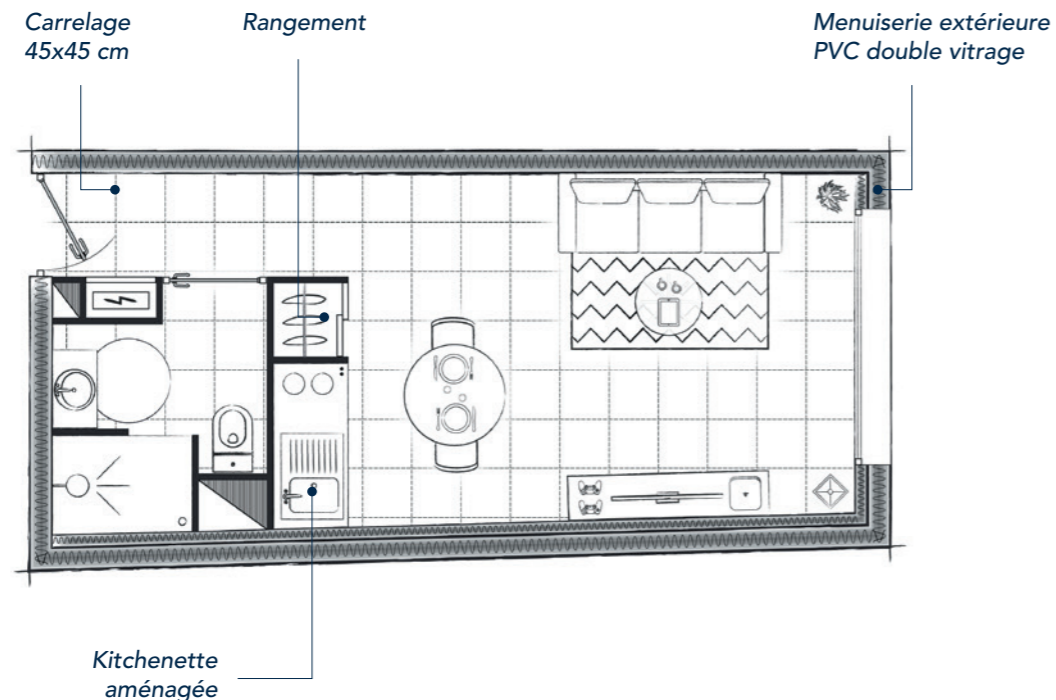 Carrelage
45x45 cm
Rangement
Menuiserie extérieure
PVC double vitrage
Kitchenette
aménagée